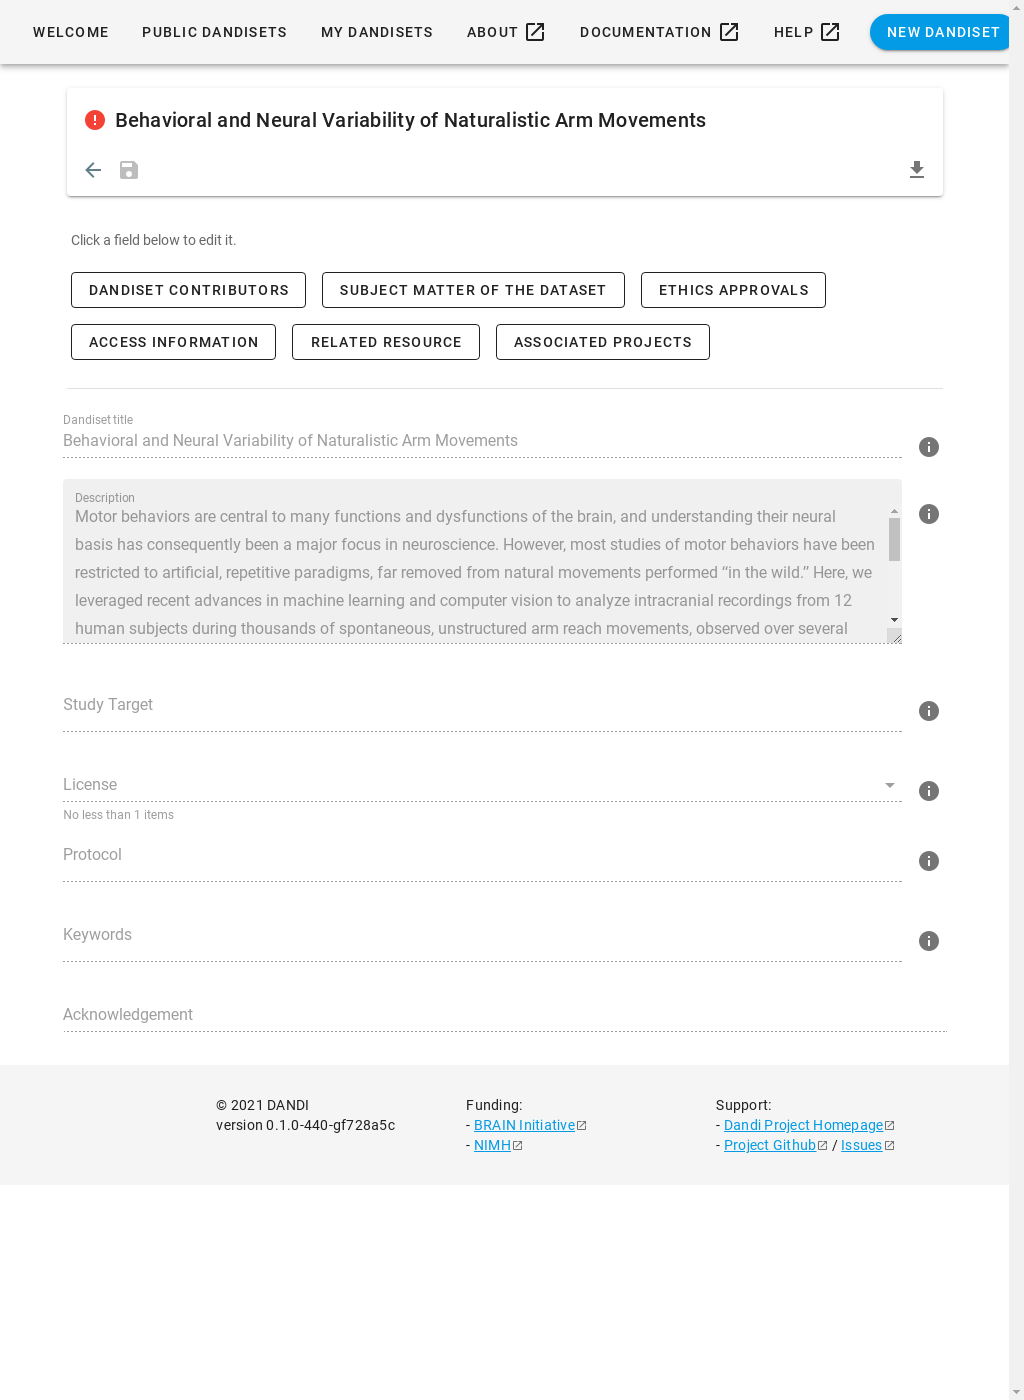 WELCOME PUBLIC DANDISETS MY DANDISETS ABOUT DOCUMENTATION HELP NEW DANDISET
Behavioral and Neural Variability of Naturalistic Arm Movements
Click a field below to edit it.
DANDISET CONTRIBUTORS SUBJECT MATTER OF THE DATASET ETHICS APPROVALS
ACCESS INFORMATION RELATED RESOURCE ASSOCIATED PROJECTS
Dandiset title
Behavioral and Neural Variability of Naturalistic Arm Movements
Description
Motor behaviors are central to many functions and dysfunctions of the brain, and understanding their neural
basis has consequently been a major focus in neuroscience. However, most studies of motor behaviors have been
restricted to artificial, repetitive paradigms, far removed from natural movements performed “in the wild.” Here, we
leveraged recent advances in machine learning and computer vision to analyze intracranial recordings from 12
human subjects during thousands of spontaneous, unstructured arm reach movements, observed over several
Study Target
License
No less than 1 items
Protocol
Keywords
Acknowledgement
© 2021 DANDI
version 0.1.0-440-gf728a5c
Funding:
- BRAIN Initiative
- NIMH
Support:
- Dandi Project Homepage
- Project Github / Issues